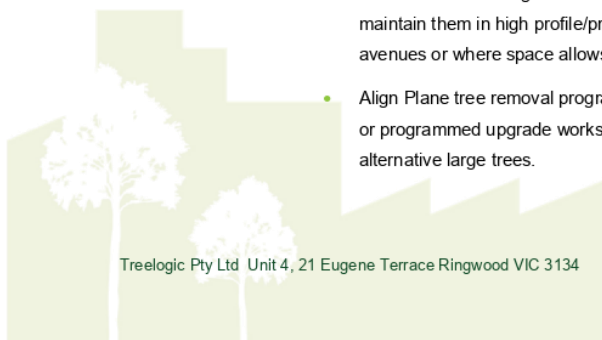 maintain them in high profile/pr
avenues or where space allows
• Align Plane tree removal progra
or programmed upgrade works
alternative large trees.
Treelogic Pty Ltd Unit 4, 21 Eugene Terrace Ringwood VIC 3134